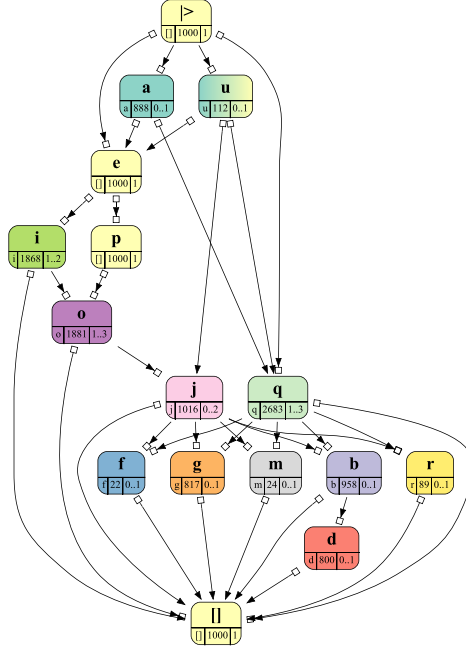 |>
[] 1000 1
a u
a 888 0..1 u 112 0..1
e
[] 1000 1
i p
i 1868 1..2 [] 1000 1
o
o 1881 1..3
j q
j 1016 0..2 q 2683 1..3
f g m b r
f 22 0..1 g 817 0..1 m 24 0..1 b 958 0..1 r 89 0..1
d
d 800 0..1
[]
[] 1000 1